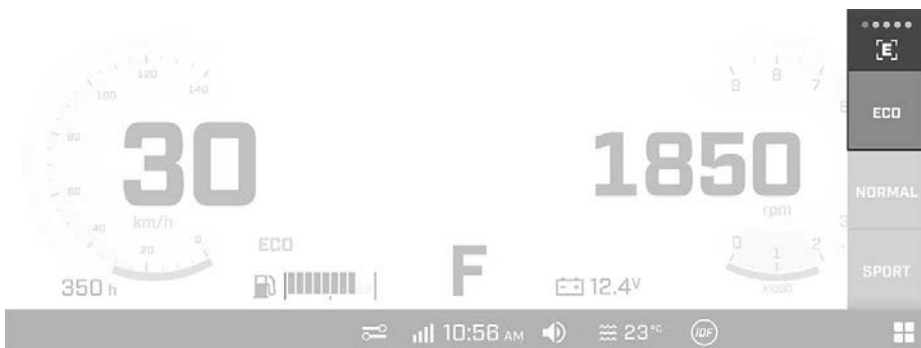 120
140
100
80
60
40
20
0
30
km/h
350 h
ECO
F
12.4V
9 8 7
1850
rpm
0 1 2
3
x1000
[E]
ECO
NORMAL
SPORT
10:56 AM
23°C
iDF